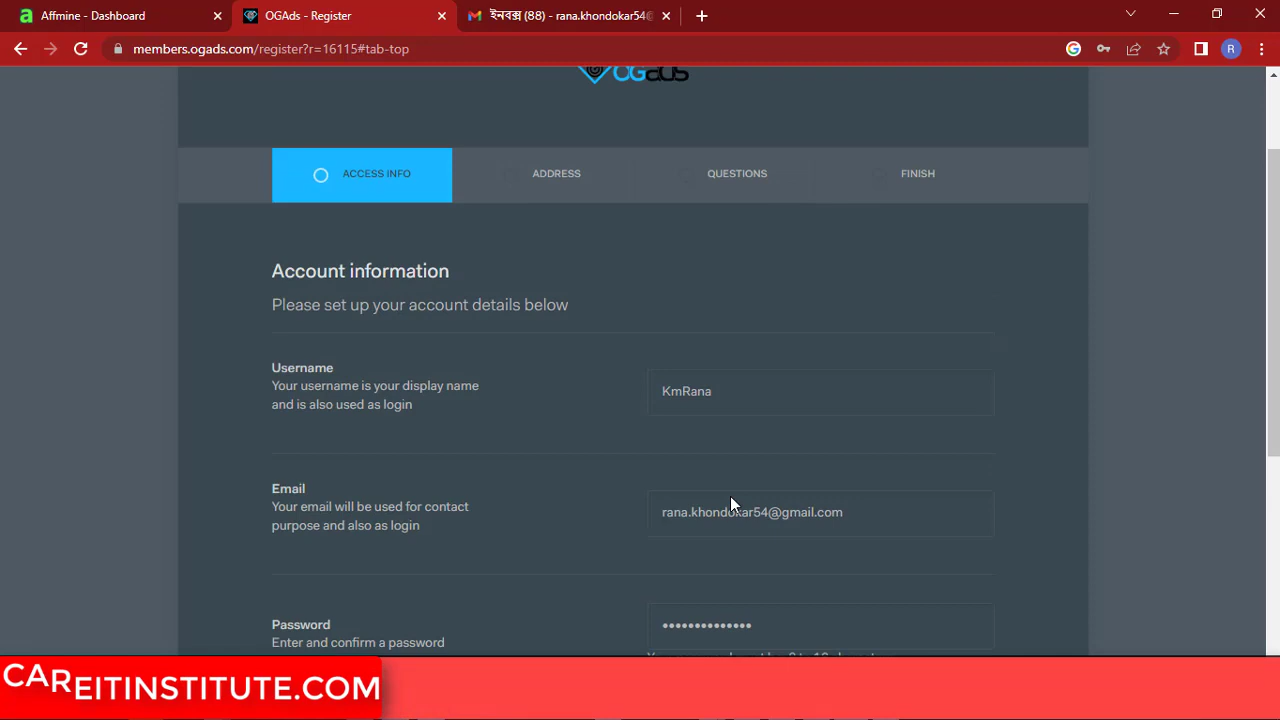 Affmine - Dashboard
OGAds - Register
ইনবক্স (88) - rana.khondokar54@
members.ogads.com/register?r=16115#tab-top
R
OGads
ACCESS INFO
ADDRESS
QUESTIONS
FINISH
Account information
Please set up your account details below
Username
Your username is your display name
and is also used as login
KmRana
Email
Your email will be used for contact
purpose and also as login
rana.khondokar54@gmail.com
Password
Enter and confirm a password
CAREITINSTITUTE.COM